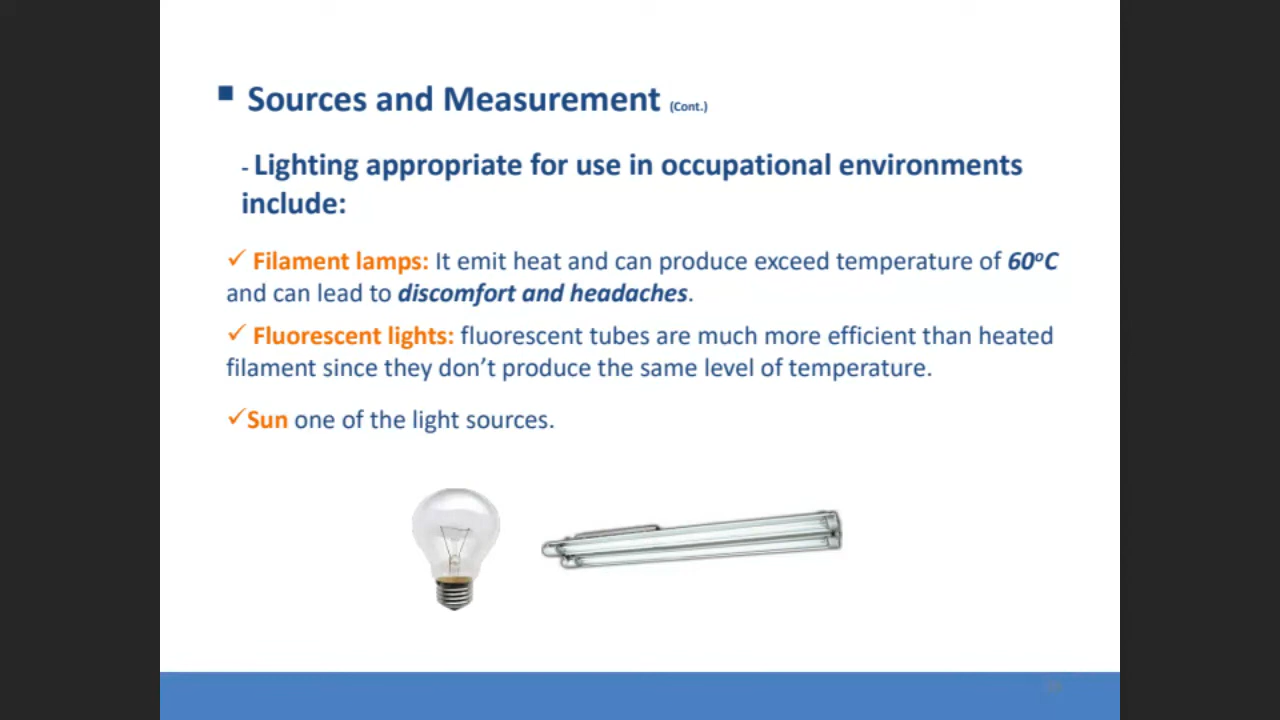 ▪ Sources and Measurement (Cont.)
- Lighting appropriate for use in occupational environments
include:
✓ Filament lamps: It emit heat and can produce exceed temperature of 60ºC
and can lead to discomfort and headaches.
✓ Fluorescent lights: fluorescent tubes are much more efficient than heated
filament since they don’t produce the same level of temperature.
✓Sun one of the light sources.